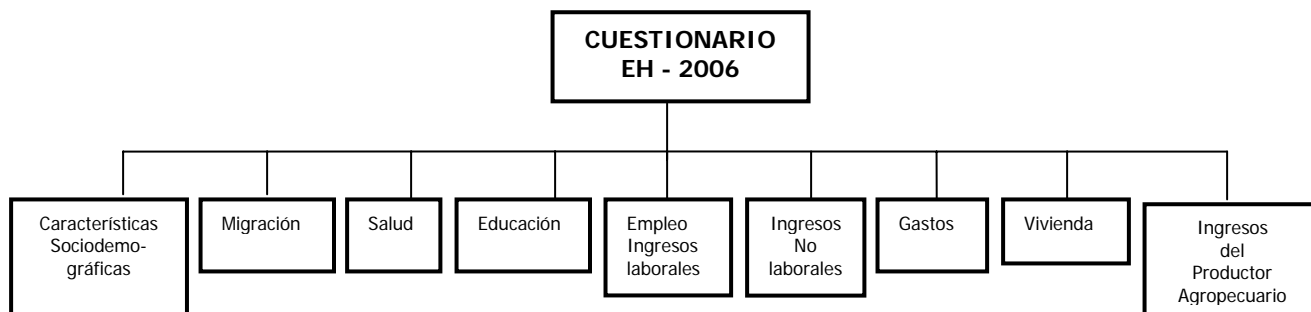 CUESTIONARIO
EH - 2006
Características
Sociodemo-
gráficas
Migración
Salud
Educación
Empleo
Ingresos
laborales
Ingresos
No
laborales
Gastos
Vivienda
Ingresos
del
Productor
Agropecuario